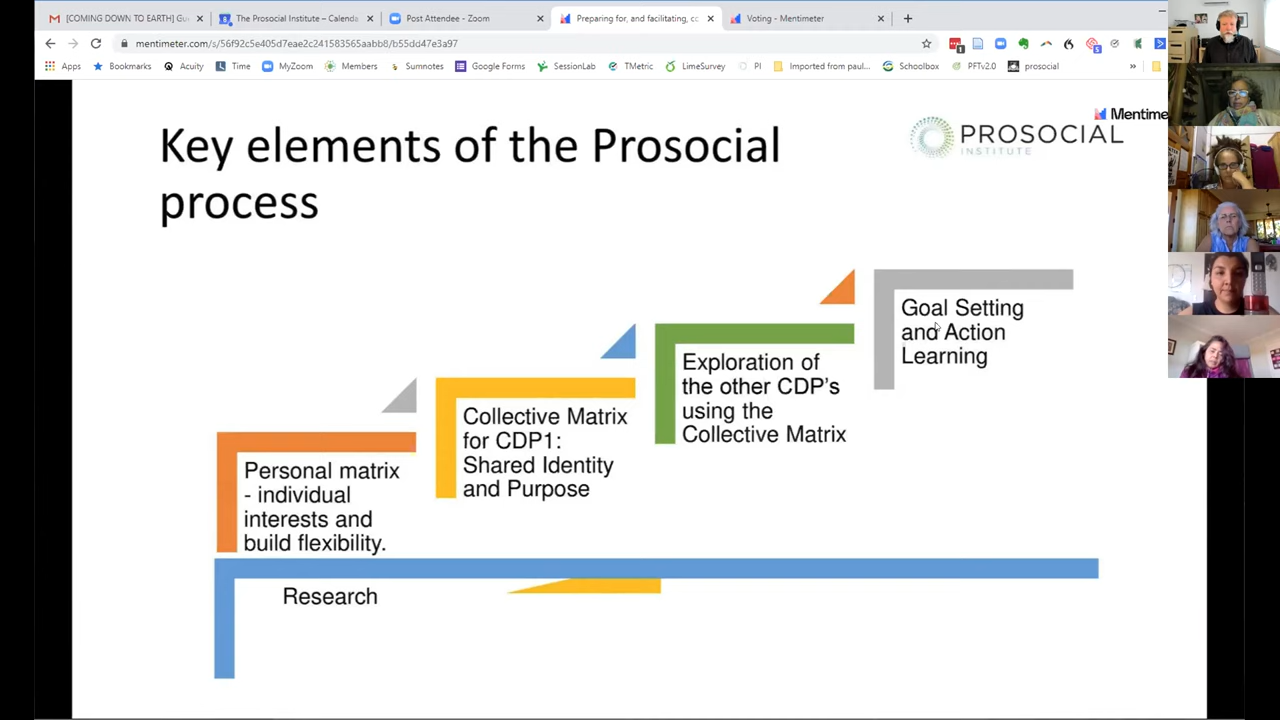 [COMING DOWN TO EARTH] Gu
The Prosocial Institute – Calenda
Post Attendee - Zoom
Preparing for, and facilitating, co
Voting - Mentimeter
mentimeter.com/s/56f92c5e405d7eae2c241583565aabb8/b55dd47e3a97
Apps
Bookmarks
Acuity
Time
MyZoom
Members
Sumnotes
Google Forms
SessionLab
TMetric
LimeSurvey
PI
Imported from paul...
Schoolbox
PFTv2.0
prosocial
Mentime
PROSOCIAL
INSTITUTE
Key elements of the Prosocial
process
Personal matrix
- individual
interests and
build flexibility.
Collective Matrix
for CDP1:
Shared Identity
and Purpose
Exploration of
the other CDP's
using the
Collective Matrix
Goal Setting
and Action
Learning
Research